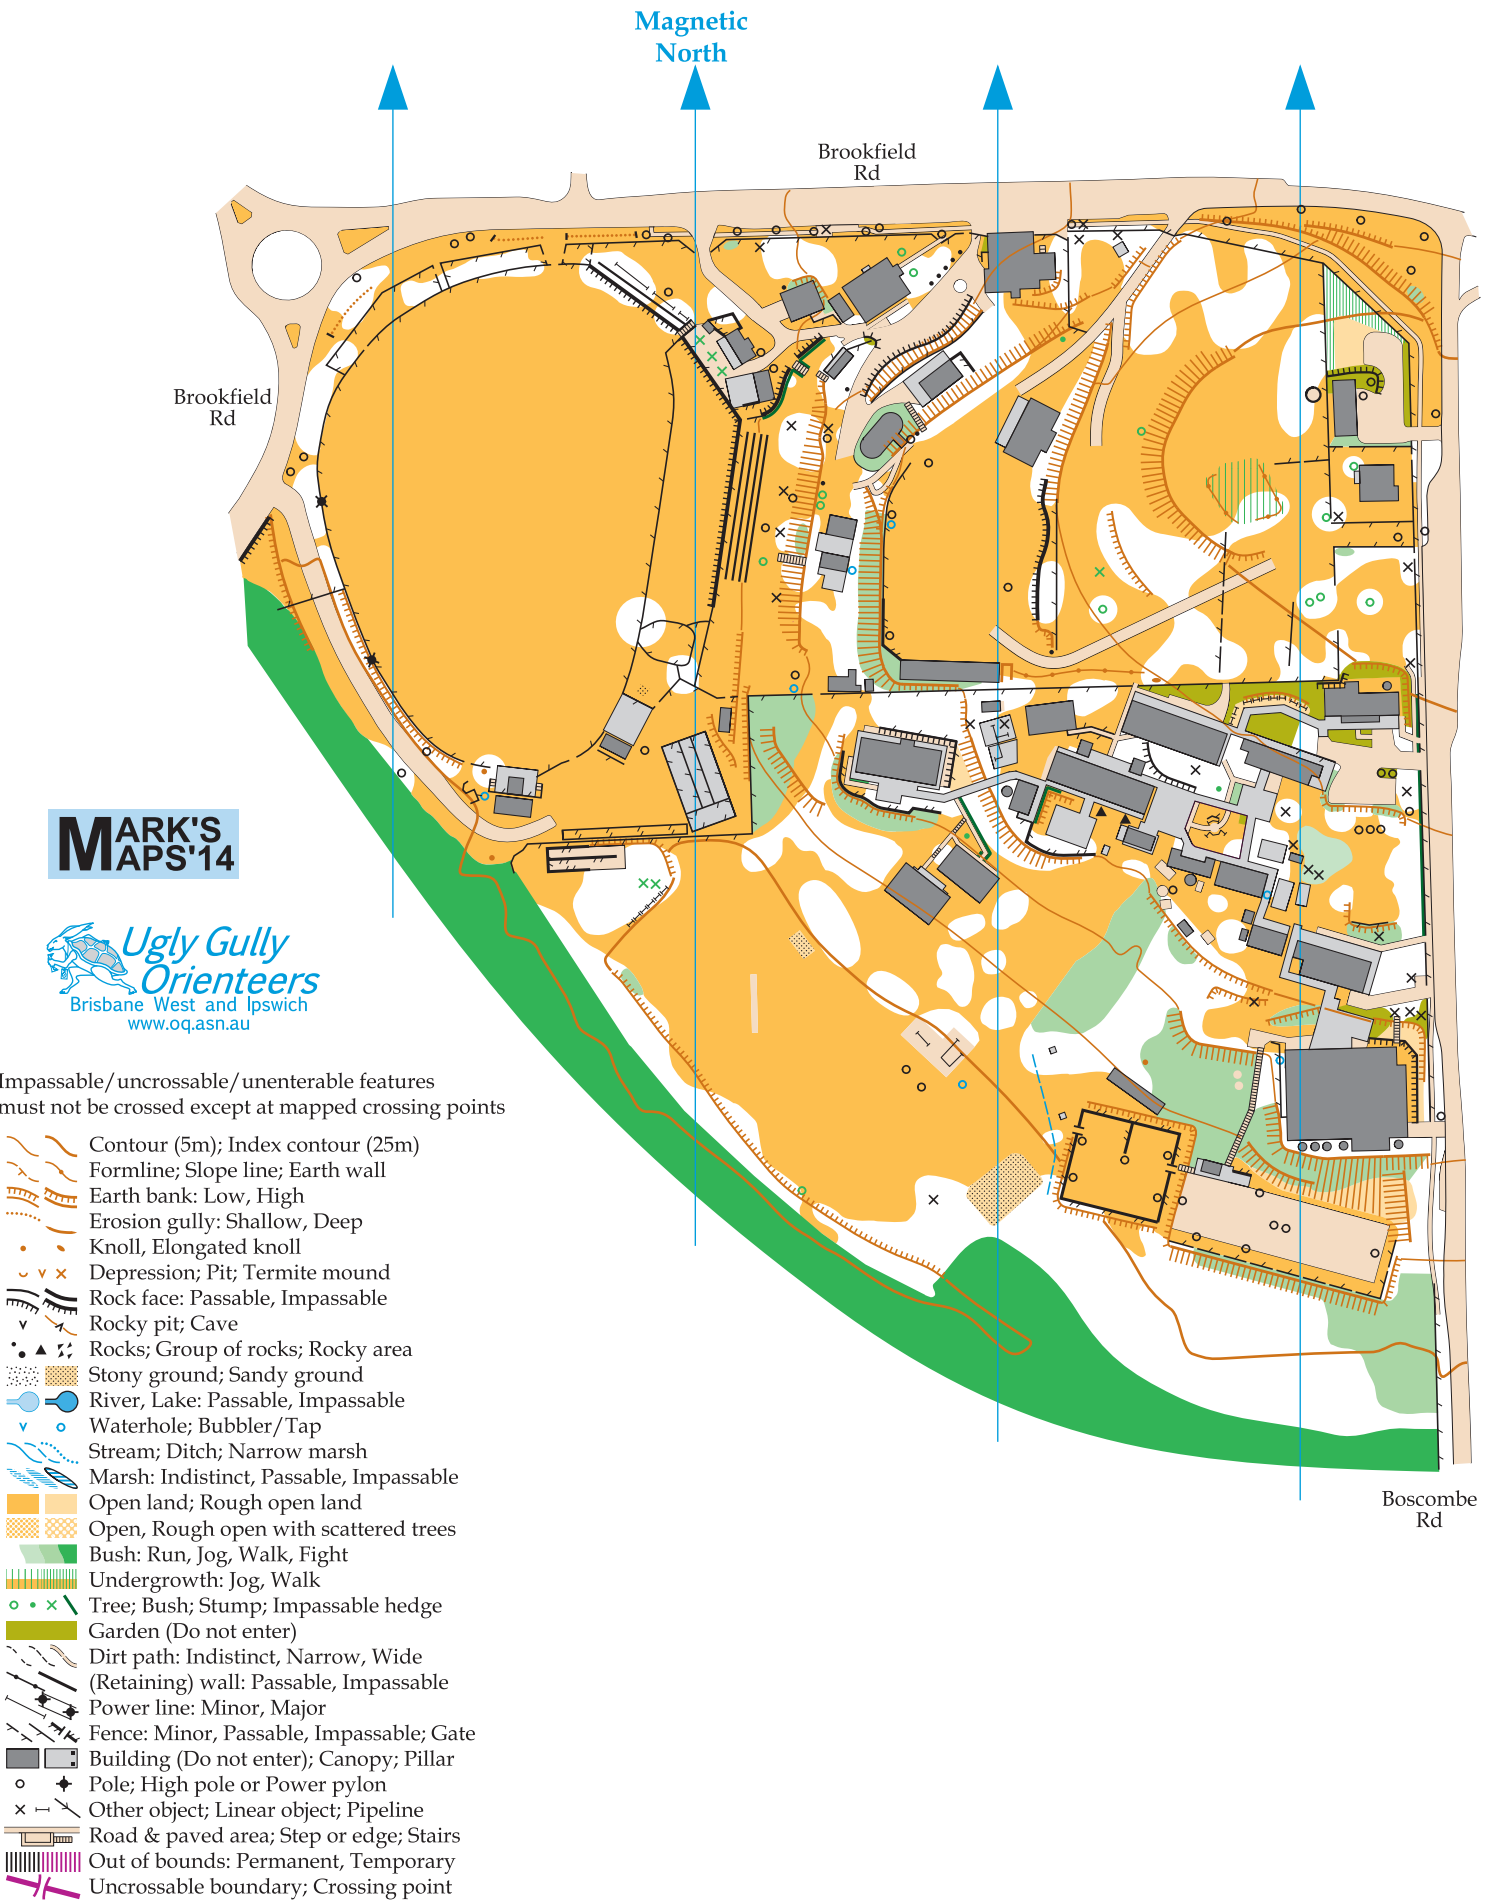 Magnetic
North
Brookfield
Rd
Brookfield
Rd
MARK'S
MAPS'14
Ugly Gully
Orienteers
Brisbane West and Ipswich
www.oq.asn.au
Impassable/uncrossable/unenterable features
must not be crossed except at mapped crossing points
Contour (5m); Index contour (25m)
Formline; Slope line; Earth wall
Earth bank: Low, High
Erosion gully: Shallow, Deep
Knoll, Elongated knoll
Depression; Pit; Termite mound
Rock face: Passable, Impassable
Rocky pit; Cave
Rocks; Group of rocks; Rocky area
Stony ground; Sandy ground
River, Lake: Passable, Impassable
Waterhole; Bubbler/Tap
Stream; Ditch; Narrow marsh
Marsh: Indistinct, Passable, Impassable
Open land; Rough open land
Open, Rough open with scattered trees
Bush: Run, Jog, Walk, Fight
Undergrowth: Jog, Walk
Tree; Bush; Stump; Impassable hedge
Garden (Do not enter)
Dirt path: Indistinct, Narrow, Wide
(Retaining) wall: Passable, Impassable
Power line: Minor, Major
Fence: Minor, Passable, Impassable; Gate
Building (Do not enter); Canopy; Pillar
Pole; High pole or Power pylon
Other object; Linear object; Pipeline
Road & paved area; Step or edge; Stairs
Out of bounds: Permanent, Temporary
Uncrossable boundary; Crossing point
Boscombe
Rd